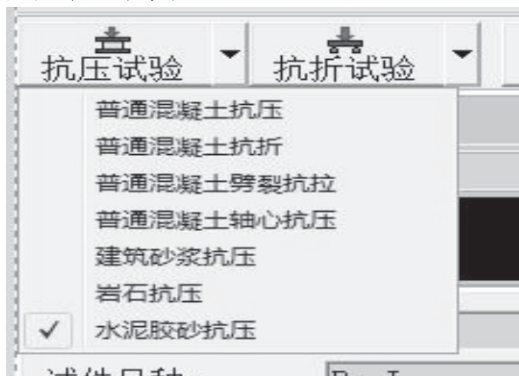 抗压试验 抗折试验
普通混凝土抗压
普通混凝土抗折
普通混凝土劈裂抗拉
普通混凝土轴心抗压
建筑砂浆抗压
岩石抗压
水泥胶砂抗压